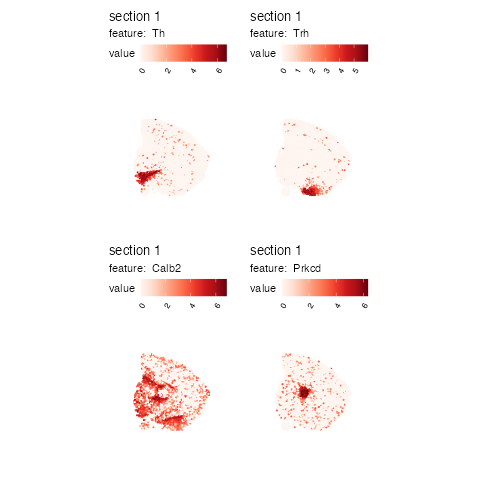 section 1
feature: Th
value
0 2 4 6
section 1
feature: Trh
value
0 1 2 3 4 5
section 1
feature: Calb2
value
0 2 4 6
section 1
feature: Prkcd
value
0 2 4 6